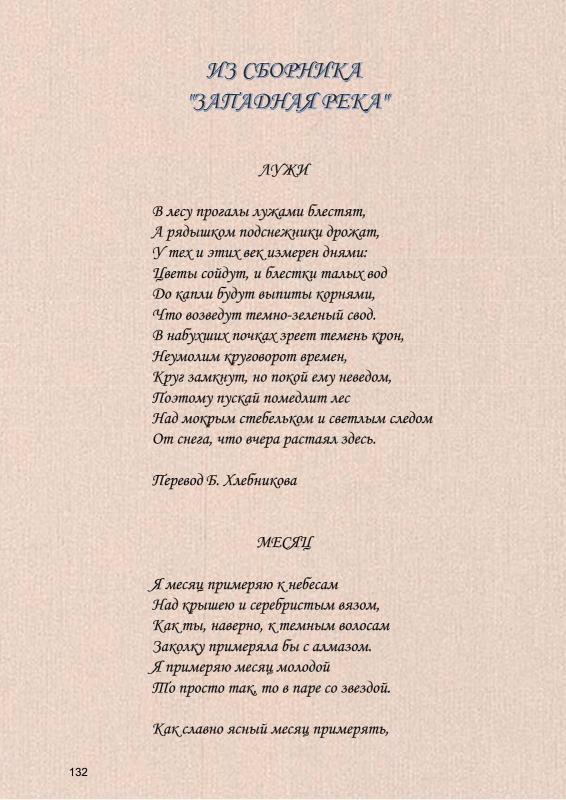 ИЗ СБОРНИКА
"ЗАПАДНАЯ РЕКА"
ЛУЖИ
В лесу прогалы лужами блестят,
А рядышком подснежники дрожат,
У тех и этих век измерен днями:
Цветы сойдут, и блестки талых вод
До капли будут выпиты корнями,
Что возведут темно-зеленый свод.
В набухших почках зреет темень крон,
Неумолим круговорот времен,
Круг замкнут, но покой ему неведом,
Поэтому пускай помедлит лес
Над мокрым стебельком и светлым следом
От снега, что вчера растаял здесь.
Перевод Б. Хлебникова
МЕСЯЦ
Я месяц примеряю к небесам
Над крышею и серебристым вязом,
Как ты, наверно, к темным волосам
Заколку примеряла бы с алмазом.
Я примеряю месяц молодой
То просто так, то в паре со звездой.
Как славно ясный месяц примерять,
132